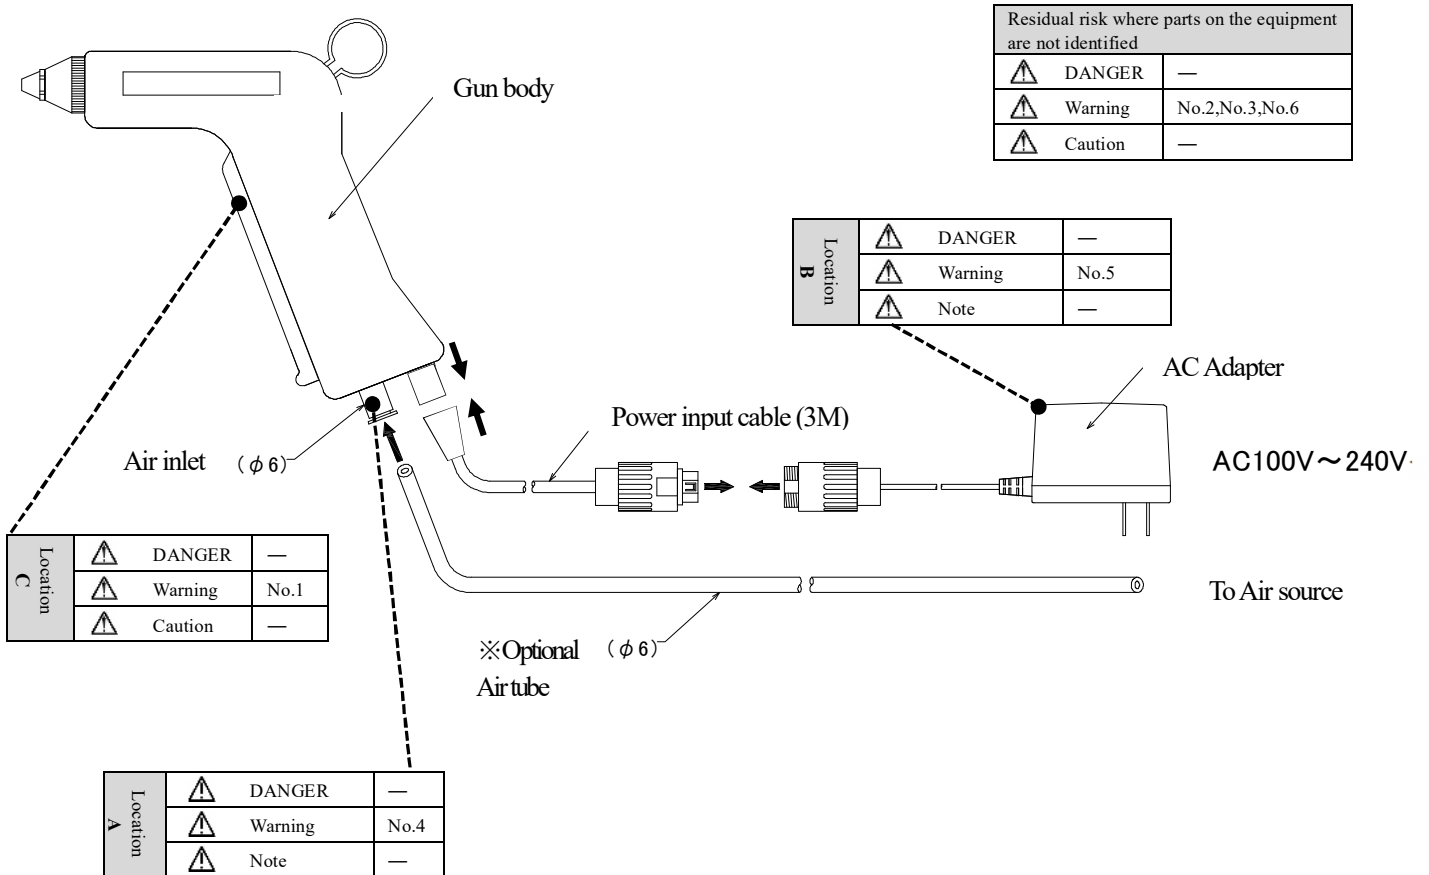 Residual risk where parts on the equipment
are not identified
DANGER —
Warning No.2,No.3,No.6
Caution —
Gun body
Location B
DANGER —
Warning No.5
Note —
AC Adapter
Power input cable (3M)
AC100V～240V
Air inlet （φ6）
Location C
DANGER —
Warning No.1
Caution —
To Air source
※Optional （φ6）
Air tube
Location A
DANGER —
Warning No.4
Note —